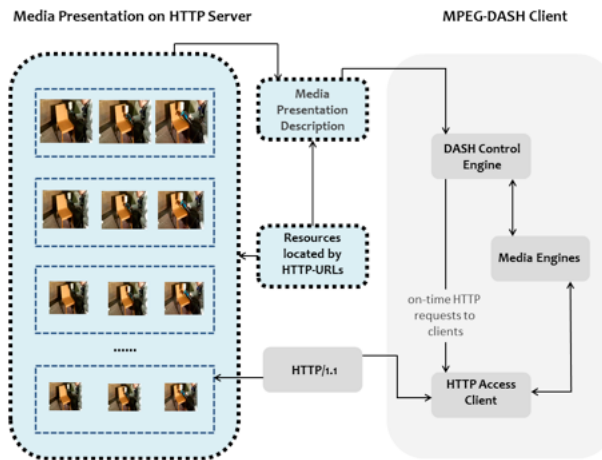 Media Presentation on HTTP Server
MPEG-DASH Client
Media
Presentation
Description
DASH Control
Engine
Resources
located by
HTTP-URLs
Media Engines
on-time HTTP
requests to
clients
......
HTTP/1.1
HTTP Access
Client